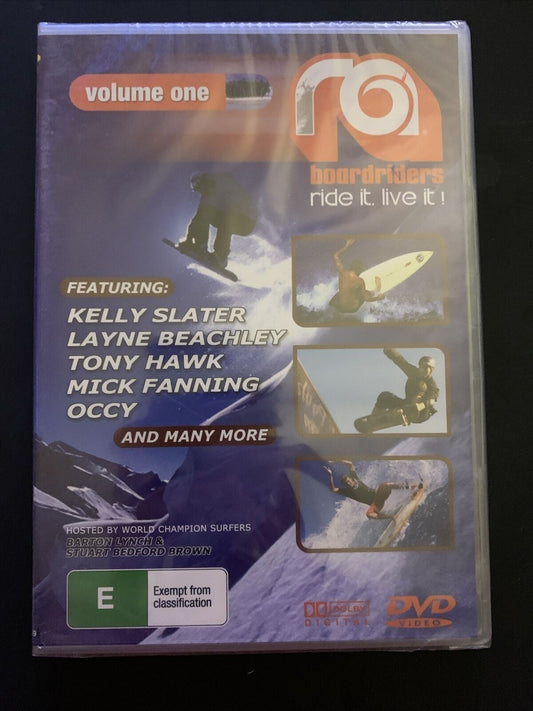 volume one
boardriders
ride it. live it!
FEATURING:
KELLY SLATER
LAYNE BEACHLEY
TONY HAWK
MICK FANNING
OCCY
AND MANY MORE
HOSTED BY WORLD CHAMPION SURFERS
BARTON LYNCH &
STUART BEDFORD BROWN
E
Exempt from
classification
DOLBY
DIGITAL
DVD
VIDEO